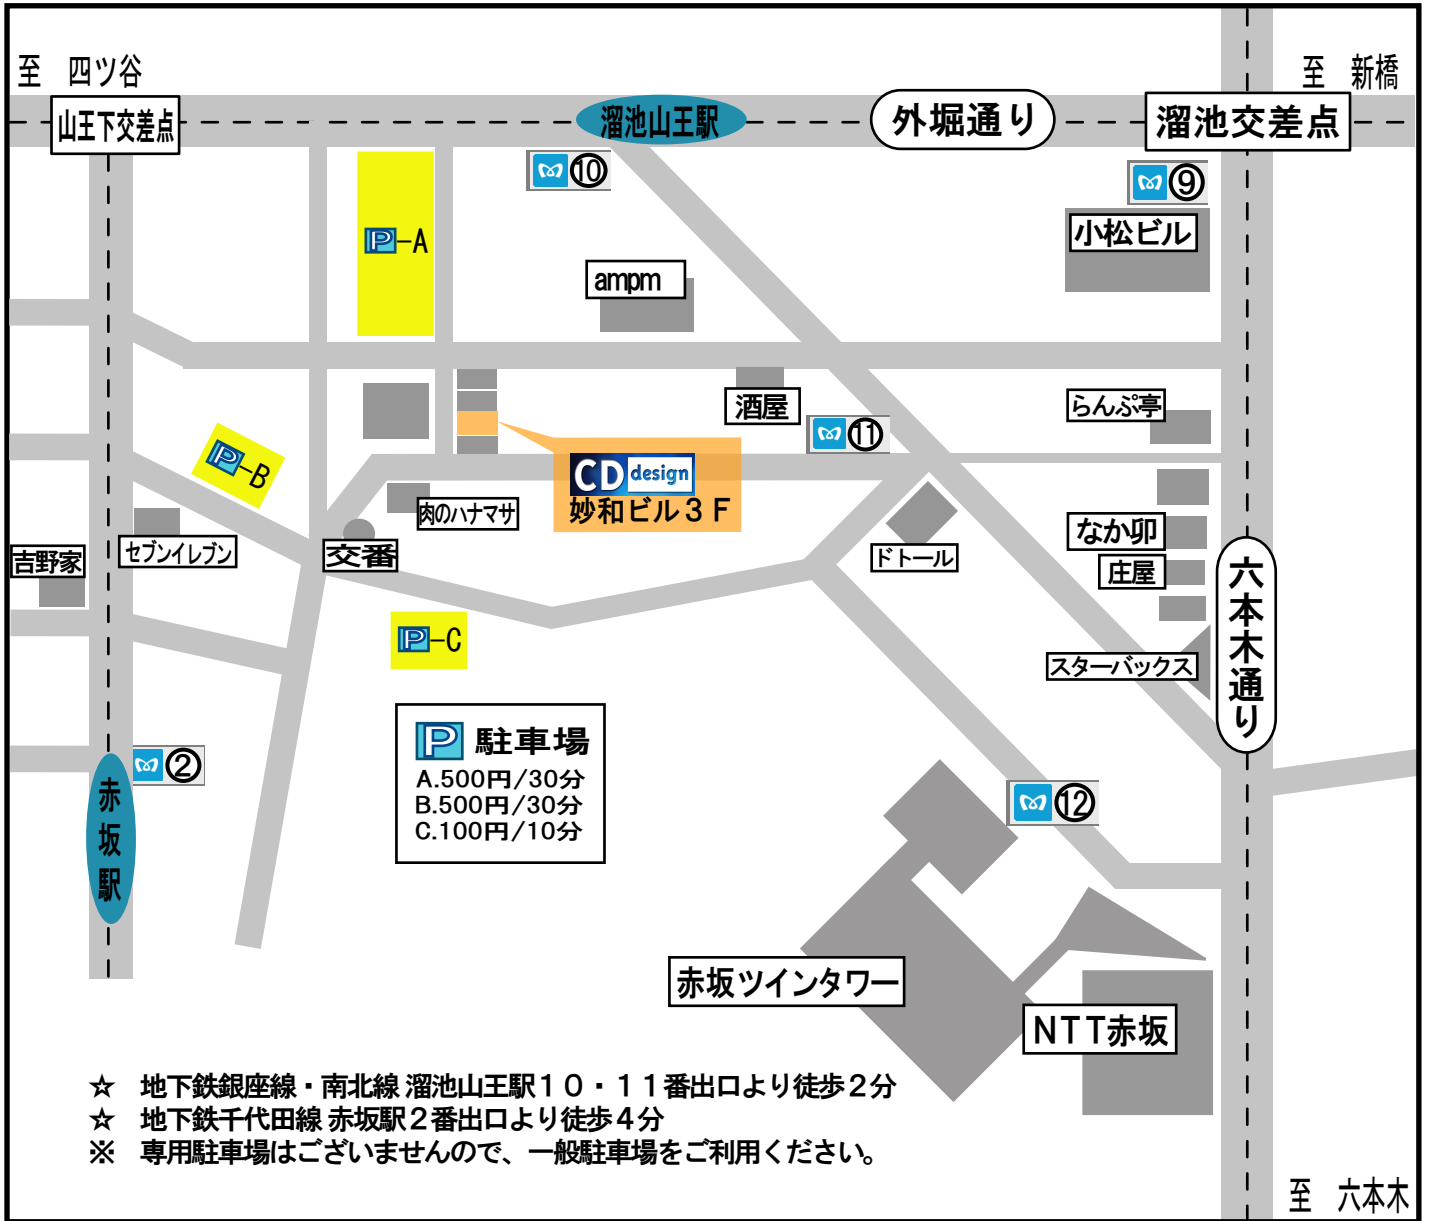 至　四ツ谷
至　新橋
山王下交差点
溜池山王駅
外堀通り
溜池交差点
⑩
⑨
P-A
小松ビル
ampm
酒屋
らんぷ亭
⑪
P-B
CD design
妙和ビル３Ｆ
肉のハナマサ
なか卯
セブンイレブン
交番
ドトール
吉野家
庄屋
六本木通り
P-C
スターバックス
P 駐車場
A.500円/30分
B.500円/30分
C.100円/10分
②
赤坂駅
⑫
赤坂ツインタワー
NTT赤坂
☆　地下鉄銀座線・南北線 溜池山王駅１０・１１番出口より徒歩２分
☆　地下鉄千代田線 赤坂駅２番出口より徒歩４分
※　専用駐車場はございませんので、一般駐車場をご利用ください。
至　六本木